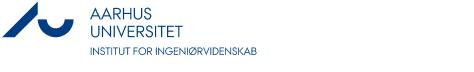 AARHUS
UNIVERSITET
INSTITUT FOR INGENIØRVIDENSKAB